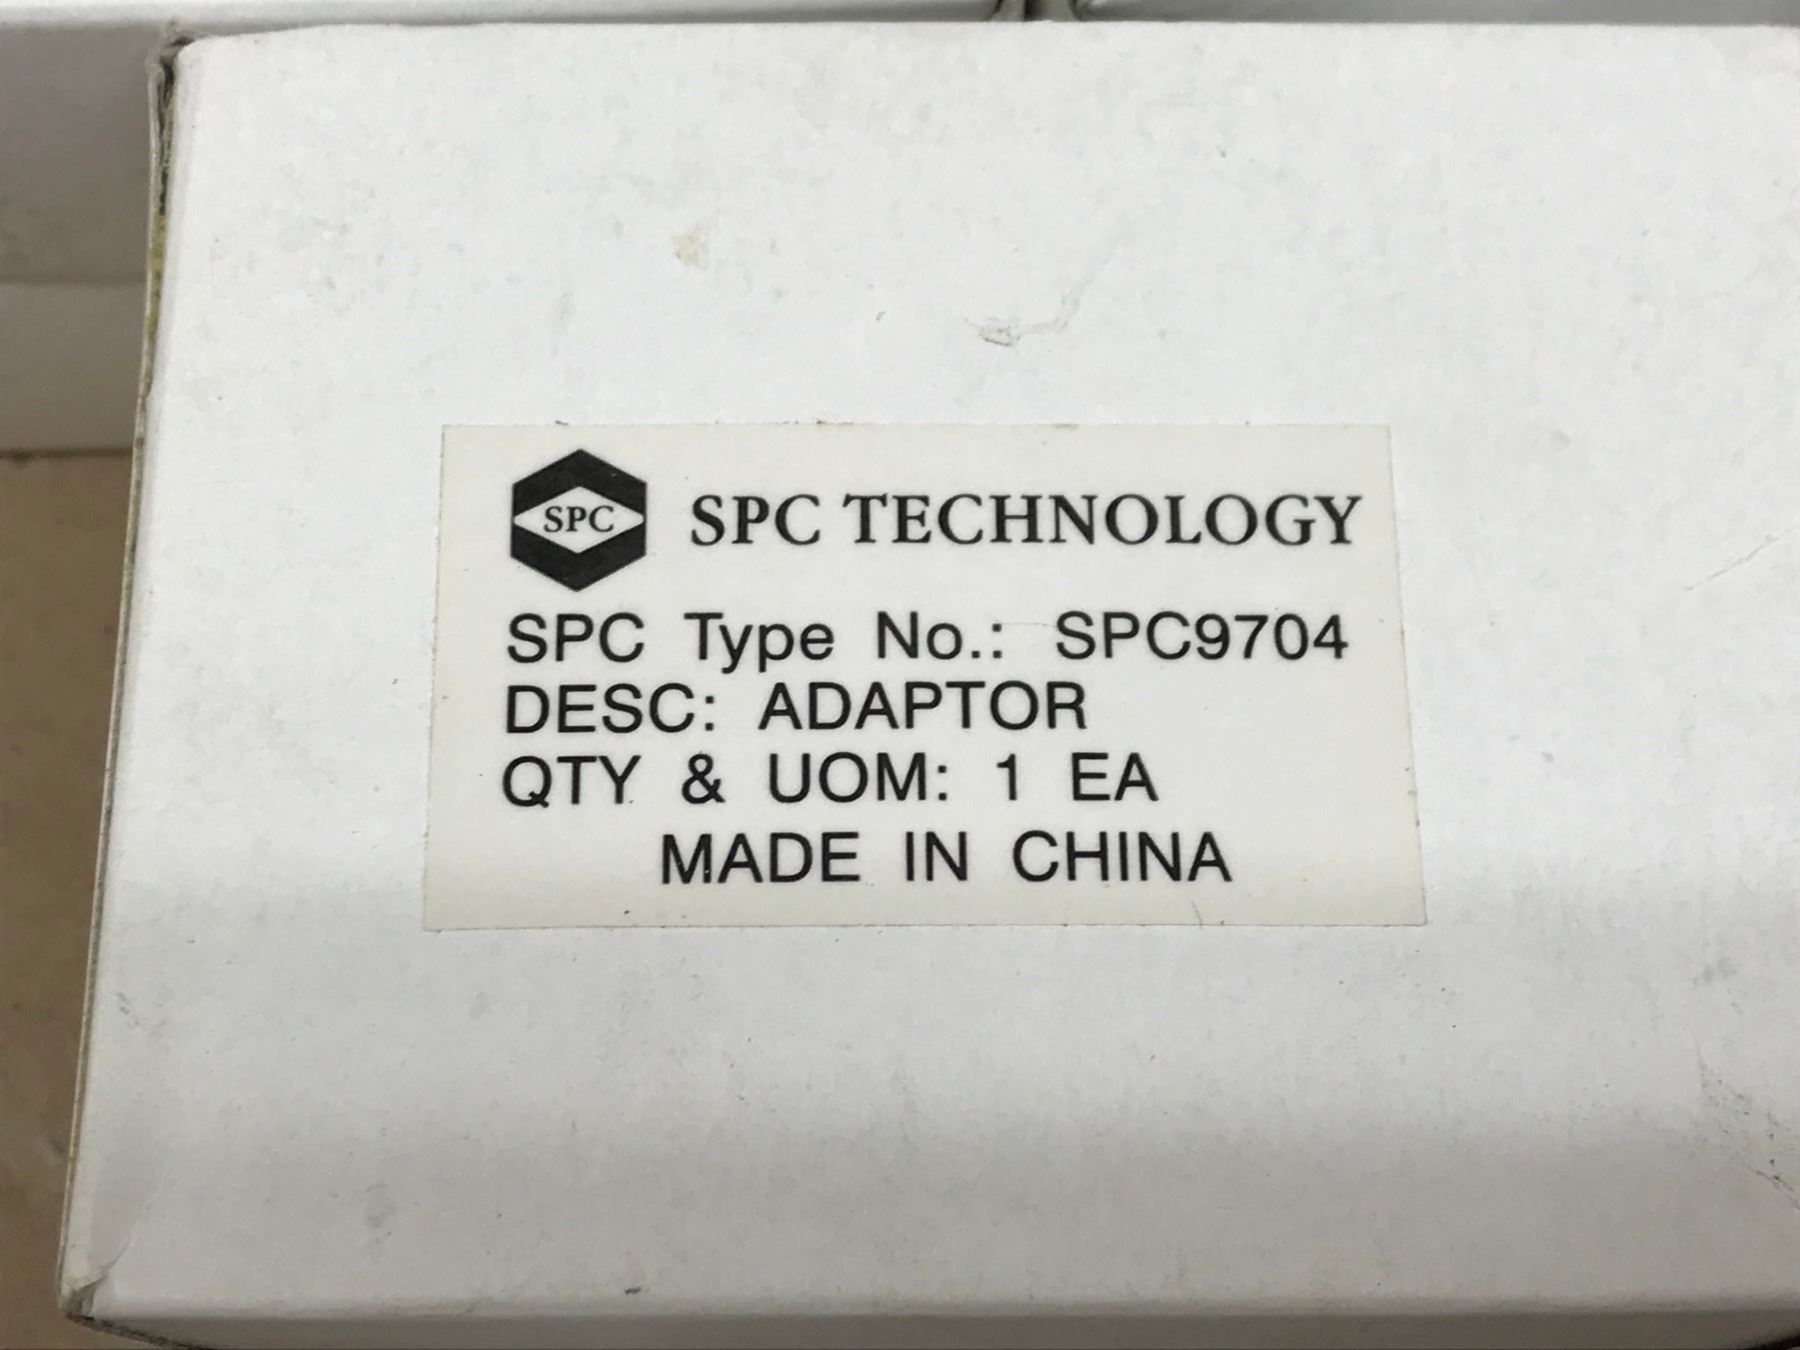 SPC SPC TECHNOLOGY
SPC Type No.: SPC9704
DESC: ADAPTOR
QTY & UOM: 1 EA
MADE IN CHINA